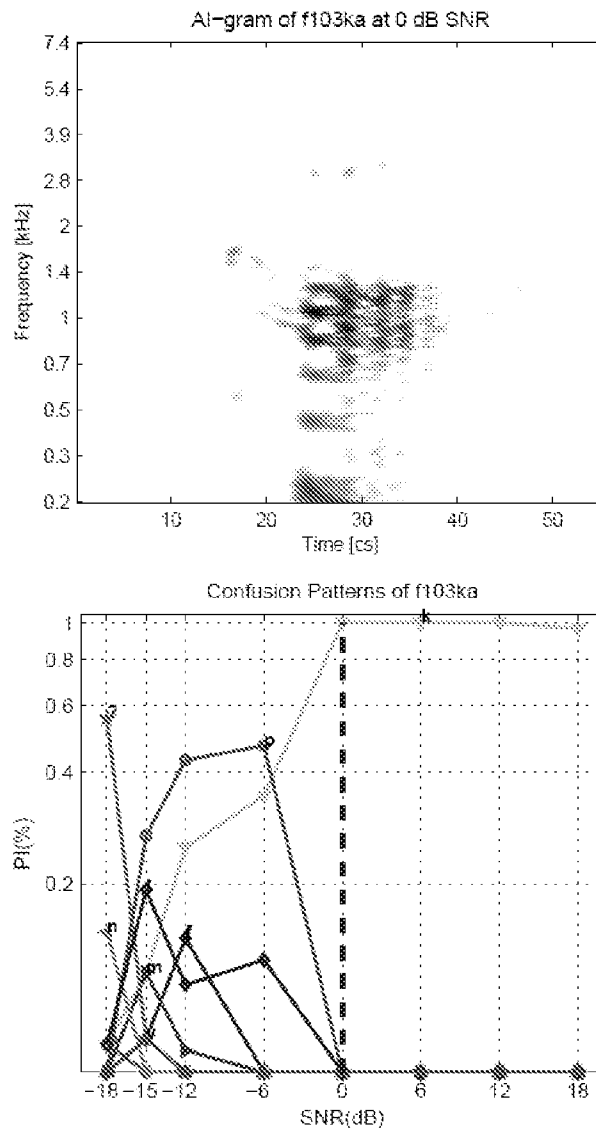 AI-gram of f103ka at 0 dB SNR
7.4
5.4
3.9
2.8
2
1.4
1
0.7
0.5
0.3
0.2
Frequency [kHz]
10 20 30 40 50
Time [cs]
Confusion Patterns of f103ka
1
0.8
0.6
0.4
0.2
PI(%)
k
p
n
m
-18 -15 -12 -6 0 6 12 18
SNR(dB)